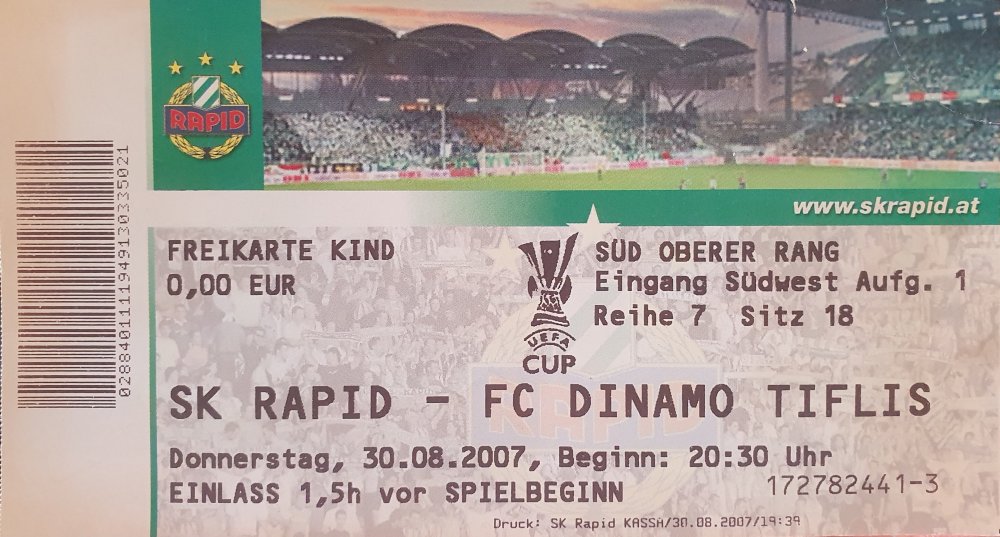 RAPID
www.skrapid.at
0288401111949130335021
FREIKARTE KIND
0,00 EUR
UEFA
CUP
SÜD OBERER RANG
Eingang Südwest Aufg. 1
Reihe 7 Sitz 18
SK RAPID - FC DINAMO TIFLIS
RAPID
Donnerstag, 30.08.2007, Beginn: 20:30 Uhr
EINLASS 1,5h vor SPIELBEGINN
172782441-3
Druck: SK Rapid KASSA/30.08.2007/19:39